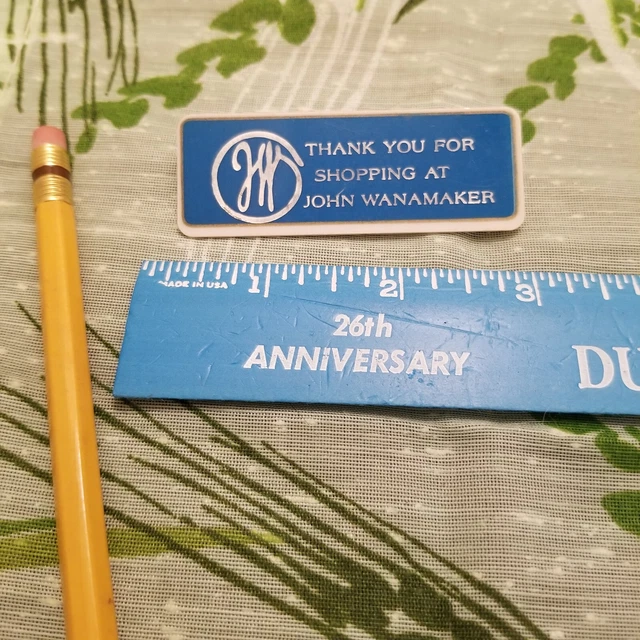 JW
THANK YOU FOR
SHOPPING AT
JOHN WANAMAKER
1 2 3
MADE IN USA
26th
ANNiVERSARY
DU